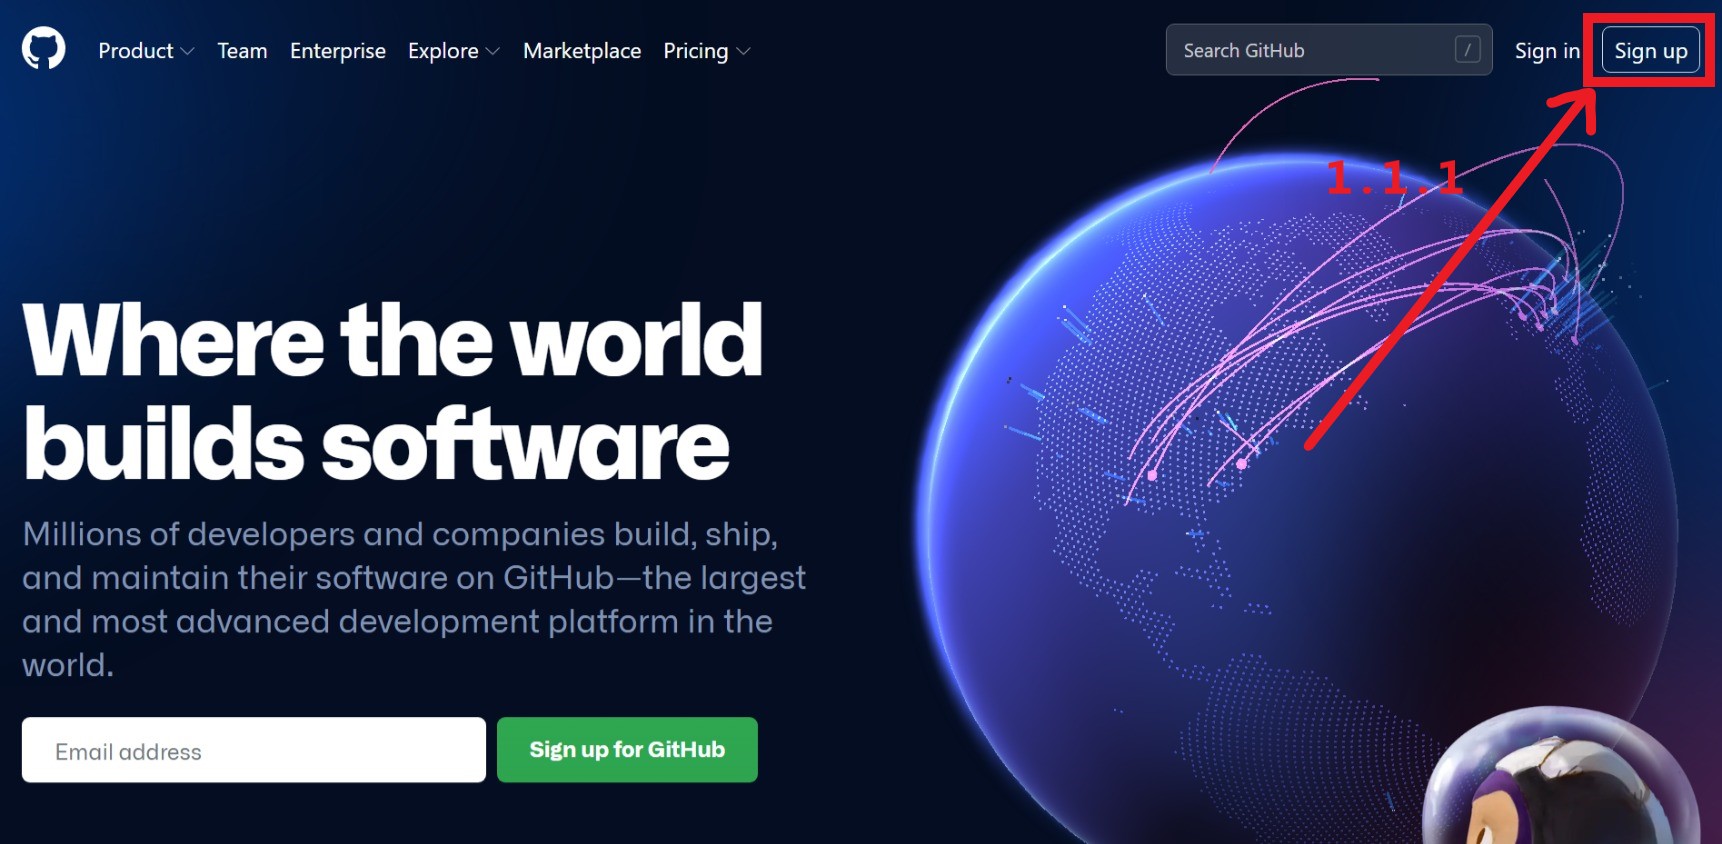 Product Team Enterprise Explore Marketplace Pricing Search GitHub / Sign in Sign up
1.1.1
Where the world
builds software
Millions of developers and companies build, ship,
and maintain their software on GitHub—the largest
and most advanced development platform in the
world.
Email address Sign up for GitHub